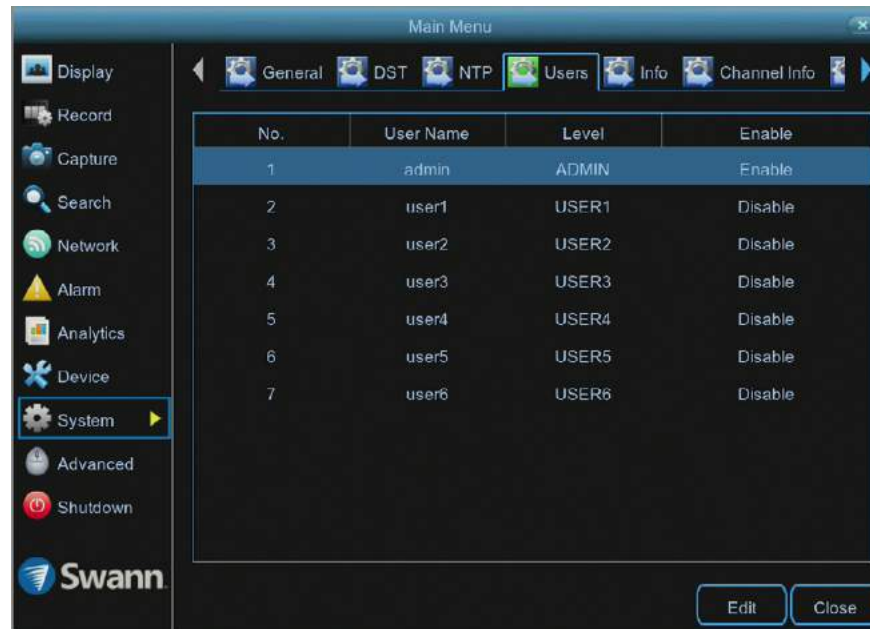 Main Menu
Display
Record
Capture
Search
Network
Alarm
Analytics
Device
System
Advanced
Shutdown
Swann
General DST NTP Users Info Channel Info
No. User Name Level Enable
1 admin ADMIN Enable
2 user1 USER1 Disable
3 user2 USER2 Disable
4 user3 USER3 Disable
5 user4 USER4 Disable
6 user5 USER5 Disable
7 user6 USER6 Disable
Edit Close